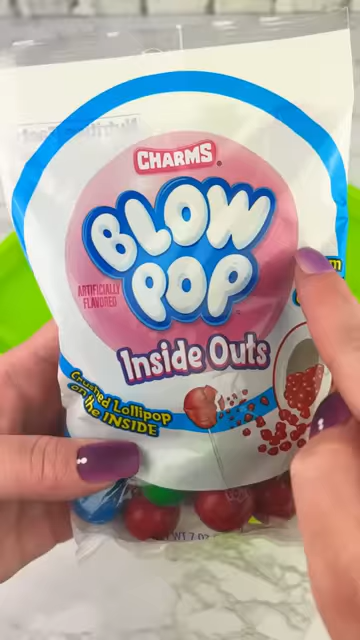 CHARMS
BLOW
POP
ARTIFICIALLY
FLAVORED
Inside Outs
Crushed Lollipop
on the INSIDE